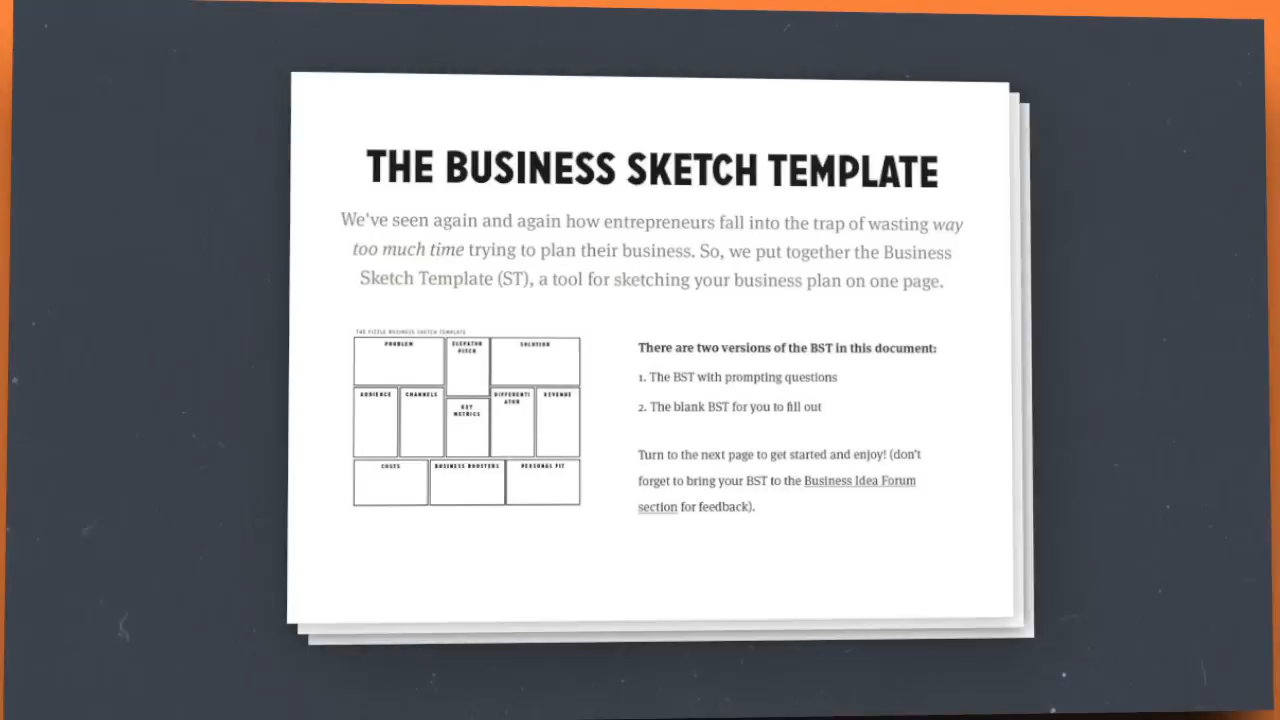 THE BUSINESS SKETCH TEMPLATE
We've seen again and again how entrepreneurs fall into the trap of wasting way
too much time trying to plan their business. So, we put together the Business
Sketch Template (ST), a tool for sketching your business plan on one page.
THE FIZZLE BUSINESS SKETCH TEMPLATE
PROBLEM
ELEVATOR
PITCH
SOLUTION
AUDIENCE
CHANNELS
KEY
METRICS
DIFFERENTI
ATOR
REVENUE
COSTS
BUSINESS BOOSTERS
PERSONAL FIT
There are two versions of the BST in this document:
1. The BST with prompting questions
2. The blank BST for you to fill out
Turn to the next page to get started and enjoy! (don't
forget to bring your BST to the Business Idea Forum
section for feedback).